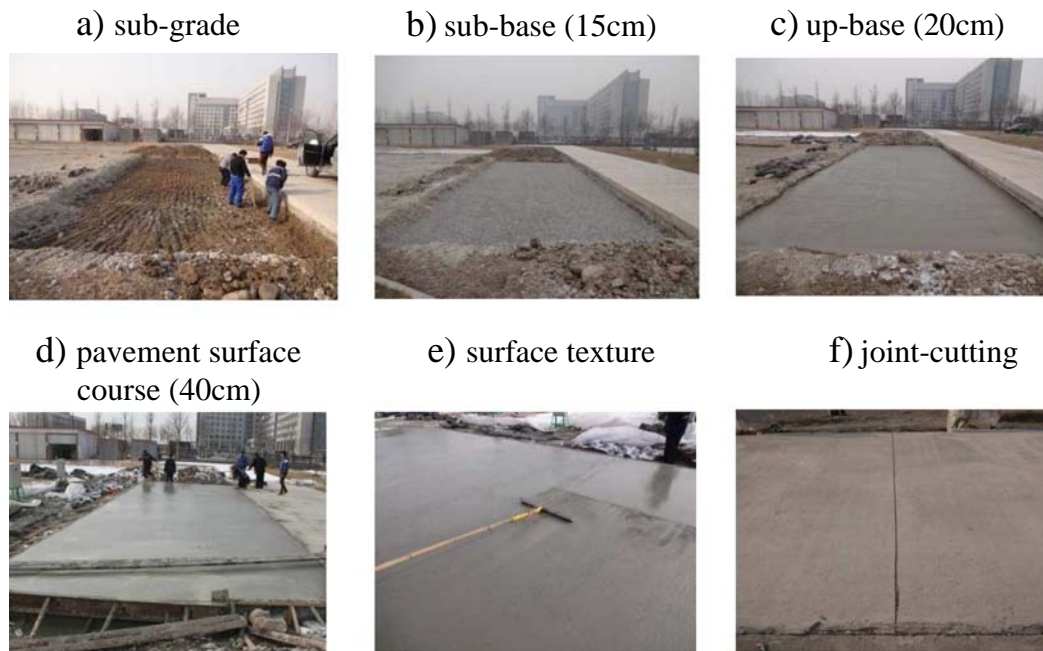 a) sub-grade
b) sub-base (15cm)
c) up-base (20cm)
d) pavement surface
course (40cm)
e) surface texture
f) joint-cutting